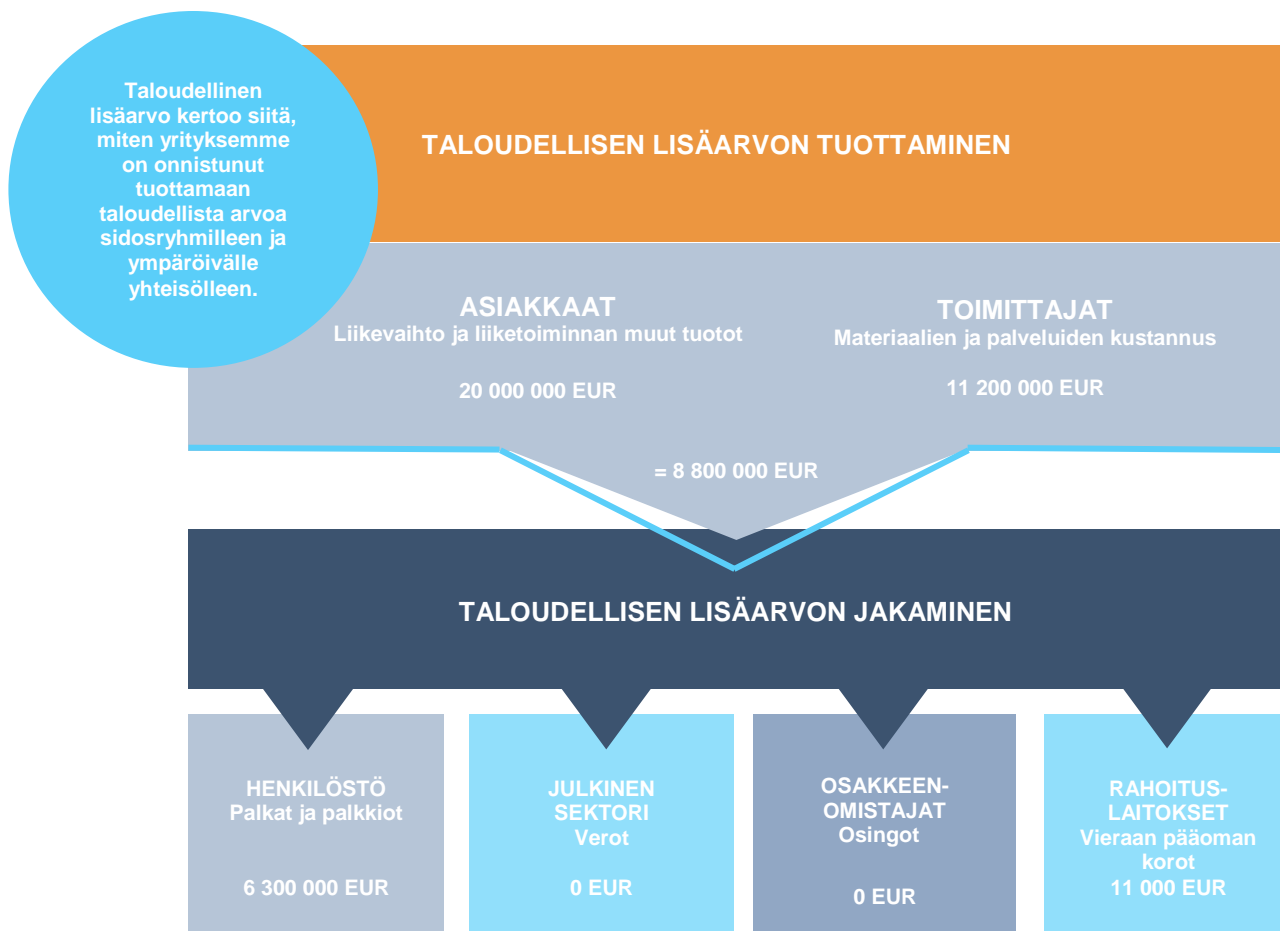 Taloudellinen
lisäarvo kertoo siitä,
miten yrityksemme
on onnistunut
tuottamaan
taloudellista arvoa
sidosryhmilleen ja
ympäröivälle
yhteisölleen.
TALOUDELLISEN LISÄARVON TUOTTAMINEN
ASIAKKAAT
Liikevaihto ja liiketoiminnan muut tuotot
20 000 000 EUR
TOIMITTAJAT
Materiaalien ja palveluiden kustannus
11 200 000 EUR
= 8 800 000 EUR
TALOUDELLISEN LISÄARVON JAKAMINEN
HENKILÖSTÖ
Palkat ja palkkiot
6 300 000 EUR
JULKINEN
SEKTORI
Verot
0 EUR
OSAKKEEN-
OMISTAJAT
Osingot
0 EUR
RAHOITUS-
LAITOKSET
Vieraan pääoman
korot
11 000 EUR